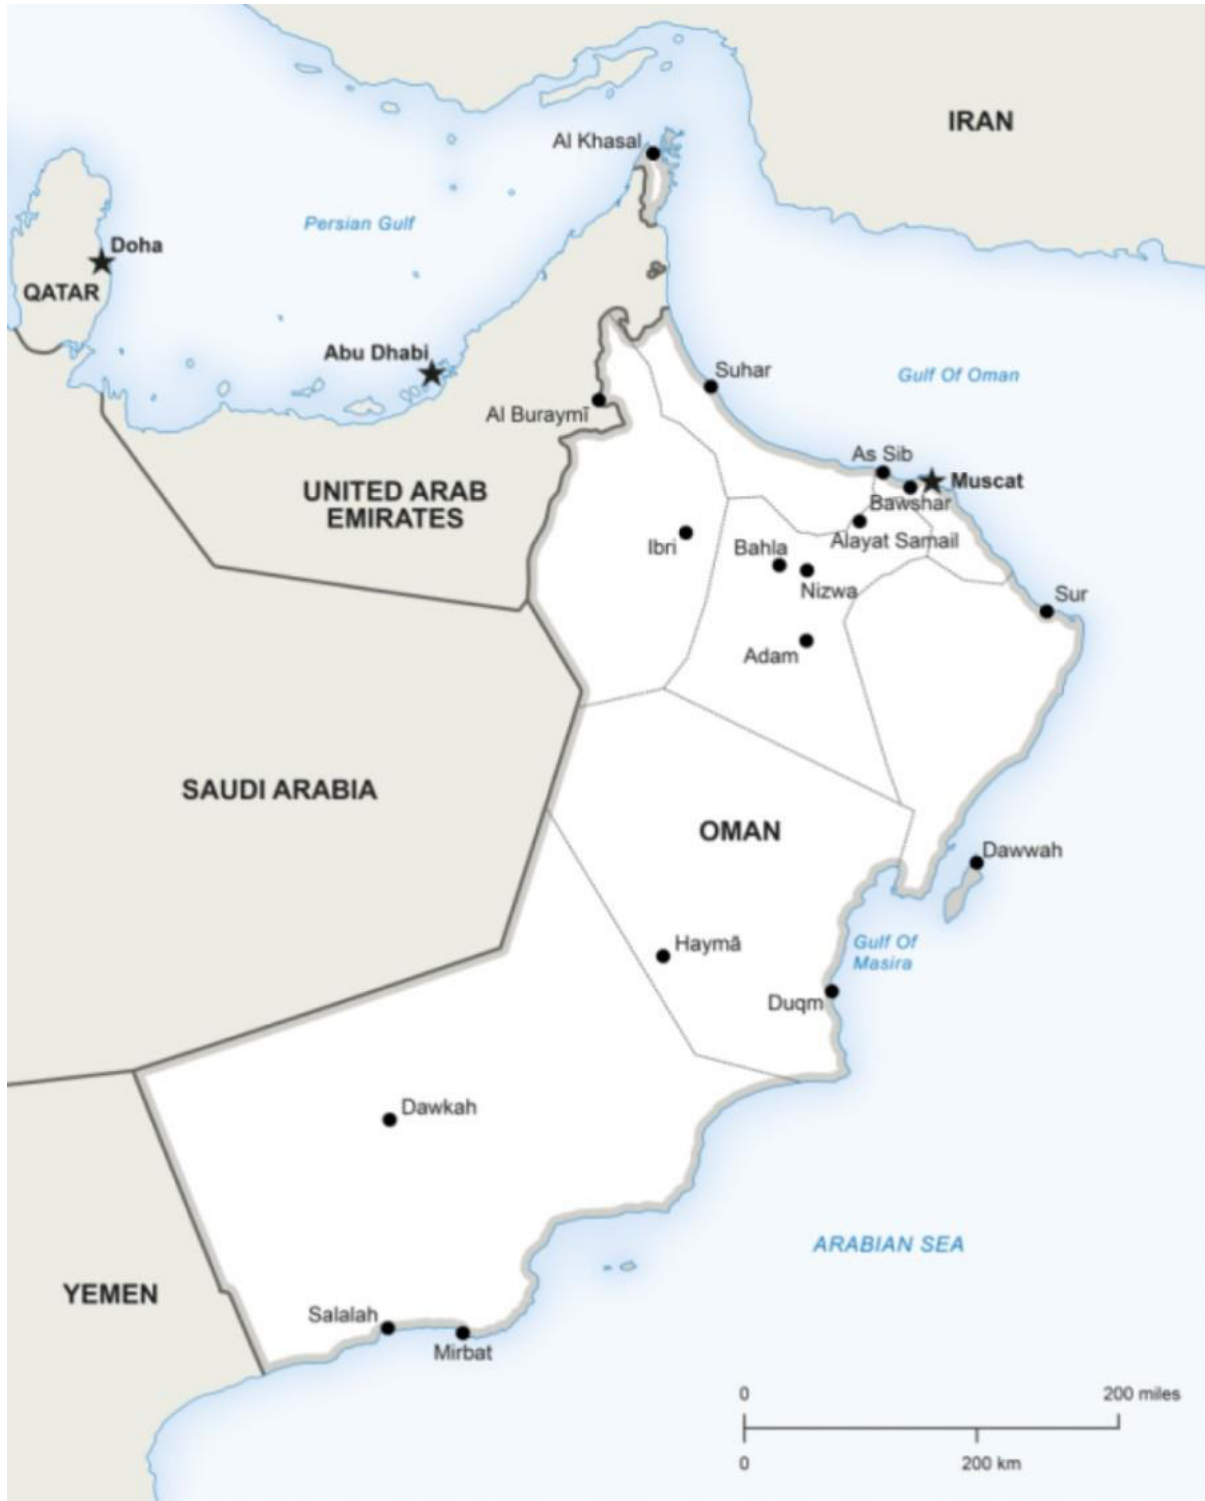 IRAN
Al Khasal
Persian Gulf
Doha
QATAR
Abu Dhabi
Suhar
Gulf Of Oman
Al Buraymī
As Sib
Muscat
UNITED ARAB
EMIRATES
Bawshar
Alayat Samail
Ibri
Bahla
Nizwa
Sur
Adam
SAUDI ARABIA
OMAN
Dawwah
Haymā
Gulf Of
Masira
Duqm
Dawkah
ARABIAN SEA
YEMEN
Salalah
Mirbat
0 200 miles
0 200 km